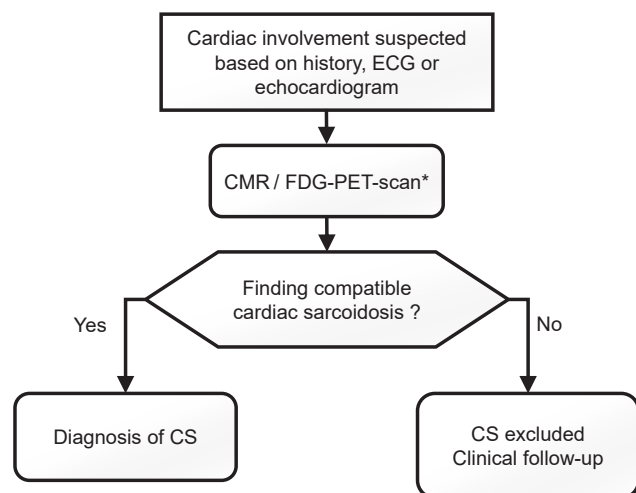 Cardiac involvement suspected
based on history, ECG or
echocardiogram
CMR / FDG-PET-scan*
Finding compatible
cardiac sarcoidosis ?
Yes
No
Diagnosis of CS
CS excluded
Clinical follow-up